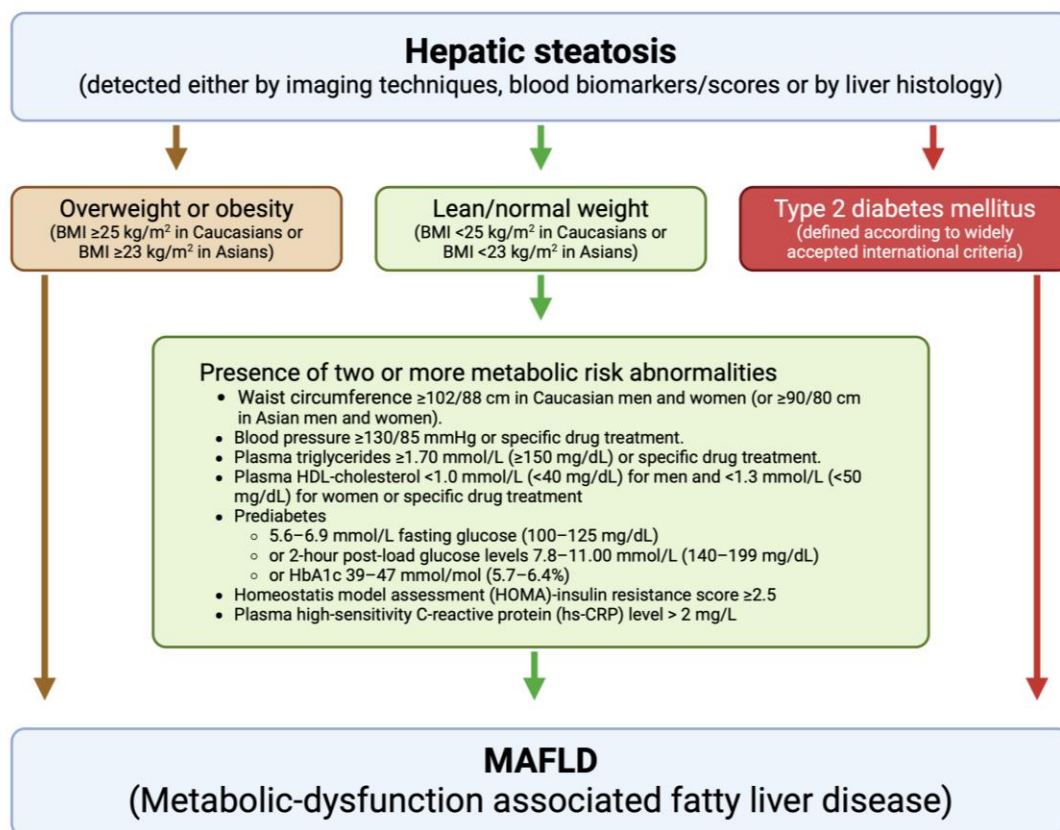 Hepatic steatosis
(detected either by imaging techniques, blood biomarkers/scores or by liver histology)
Overweight or obesity
(BMI ≥25 kg/m² in Caucasians or
BMI ≥23 kg/m² in Asians)
Lean/normal weight
(BMI <25 kg/m² in Caucasians or
BMI <23 kg/m² in Asians)
Type 2 diabetes mellitus
(defined according to widely
accepted international criteria)
Presence of two or more metabolic risk abnormalities
• Waist circumference ≥102/88 cm in Caucasian men and women (or ≥90/80 cm
in Asian men and women).
• Blood pressure ≥130/85 mmHg or specific drug treatment.
• Plasma triglycerides ≥1.70 mmol/L (≥150 mg/dL) or specific drug treatment.
• Plasma HDL-cholesterol <1.0 mmol/L (<40 mg/dL) for men and <1.3 mmol/L (<50
mg/dL) for women or specific drug treatment
• Prediabetes
○ 5.6–6.9 mmol/L fasting glucose (100–125 mg/dL)
○ or 2-hour post-load glucose levels 7.8–11.00 mmol/L (140–199 mg/dL)
○ or HbA1c 39–47 mmol/mol (5.7–6.4%)
• Homeostatis model assessment (HOMA)-insulin resistance score ≥2.5
• Plasma high-sensitivity C-reactive protein (hs-CRP) level > 2 mg/L
MAFLD
(Metabolic-dysfunction associated fatty liver disease)